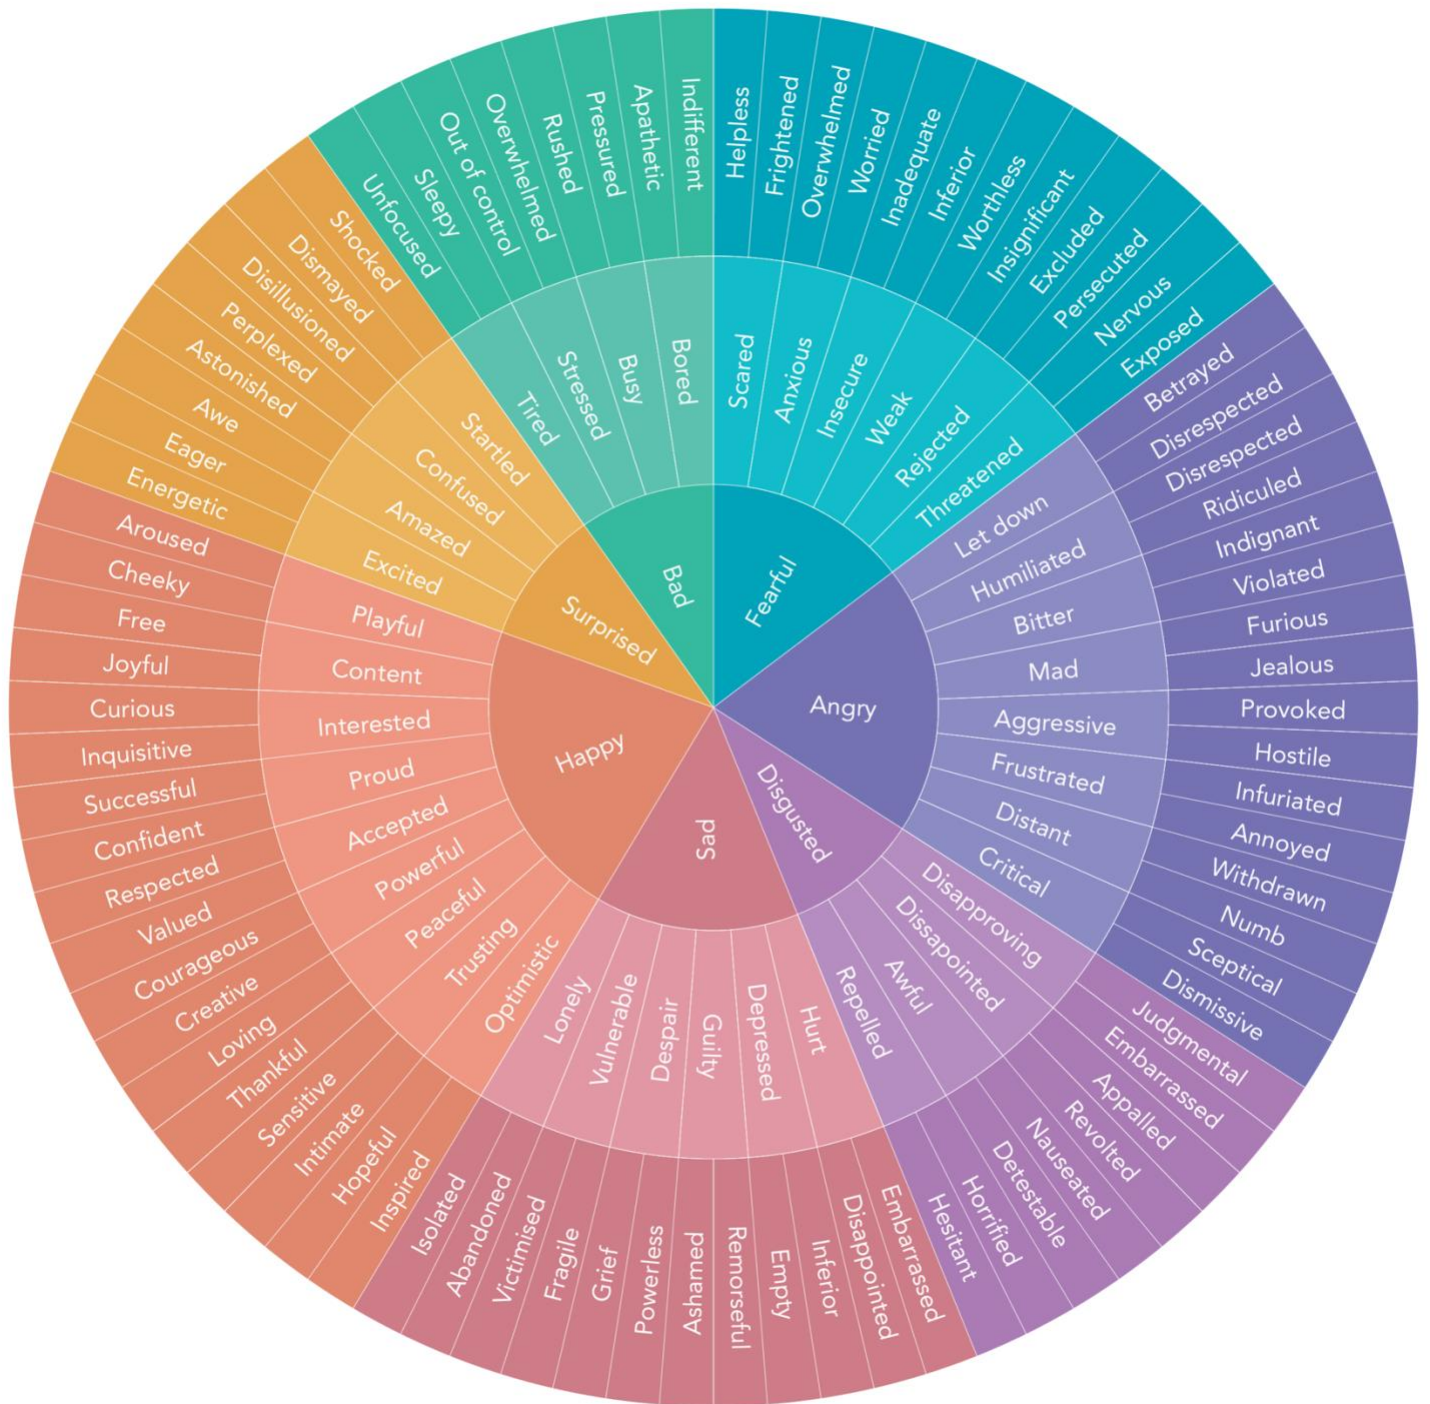 Fearful
Angry
Disgusted
Sad
Happy
Surprised
Bad
Scared
Anxious
Insecure
Weak
Rejected
Threatened
Let down
Humiliated
Bitter
Mad
Aggressive
Frustrated
Distant
Critical
Disapproving
Dissapointed
Awful
Repelled
Hurt
Depressed
Guilty
Despair
Vulnerable
Lonely
Optimistic
Trusting
Peaceful
Powerful
Accepted
Proud
Interested
Content
Playful
Excited
Amazed
Confused
Startled
Tired
Stressed
Busy
Bored
Helpless
Frightened
Overwhelmed
Worried
Inadequate
Inferior
Worthless
Insignificant
Excluded
Persecuted
Nervous
Exposed
Betrayed
Disrespected
Disrespected
Ridiculed
Indignant
Violated
Furious
Jealous
Provoked
Hostile
Infuriated
Annoyed
Withdrawn
Numb
Sceptical
Dismissive
Judgmental
Embarrassed
Appalled
Revolted
Nauseated
Detestable
Horrified
Hesitant
Embarrassed
Disappointed
Inferior
Empty
Remorseful
Ashamed
Powerless
Grief
Fragile
Victimised
Abandoned
Isolated
Inspired
Hopeful
Intimate
Sensitive
Thankful
Loving
Creative
Courageous
Valued
Respected
Confident
Successful
Inquisitive
Curious
Joyful
Free
Cheeky
Aroused
Energetic
Eager
Awe
Astonished
Perplexed
Disillusioned
Dismayed
Shocked
Unfocused
Sleepy
Out of control
Overwhelmed
Rushed
Pressured
Apathetic
Indifferent